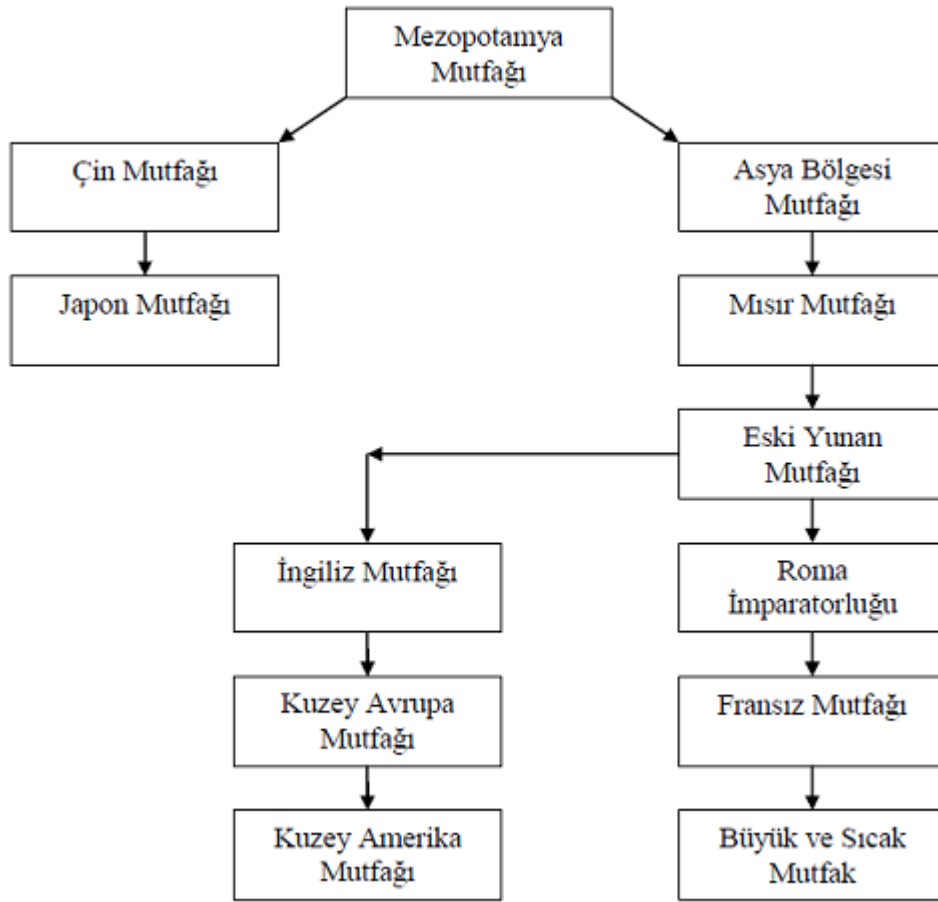 Mezopotamya
Mutfağı
Çin Mutfağı
Asya Bölgesi
Mutfağı
Japon Mutfağı
Mısır Mutfağı
Eski Yunan
Mutfağı
İngiliz Mutfağı
Roma
İmparatorluğu
Kuzey Avrupa
Mutfağı
Fransız Mutfağı
Kuzey Amerika
Mutfağı
Büyük ve Sıcak
Mutfak